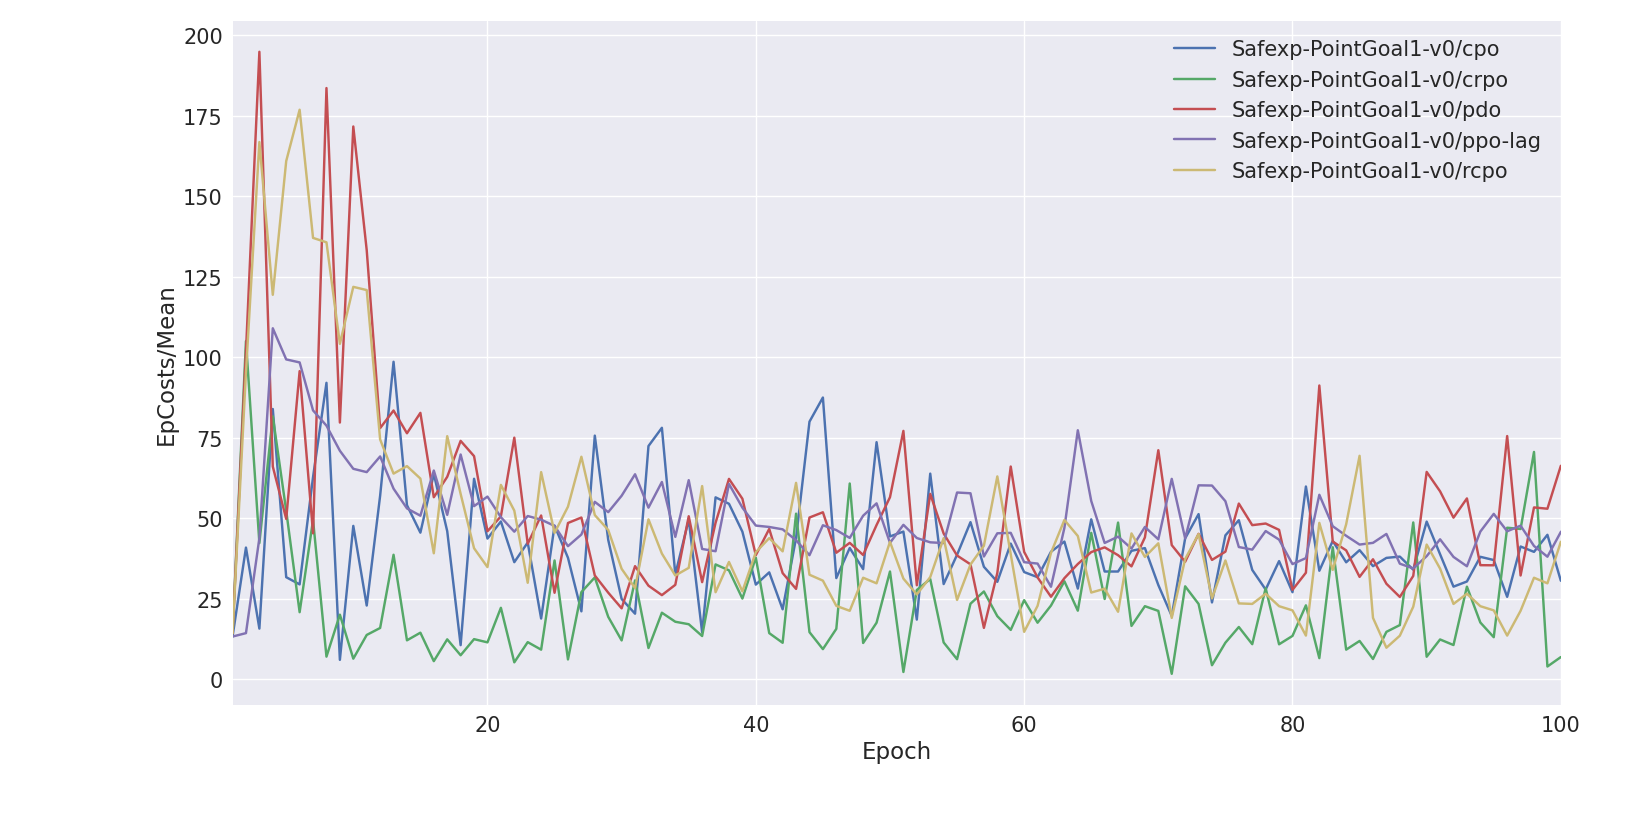 200
175
150
125
100
75
50
25
0
EpCosts/Mean
Safexp-PointGoal1-v0/cpo
Safexp-PointGoal1-v0/crpo
Safexp-PointGoal1-v0/pdo
Safexp-PointGoal1-v0/ppo-lag
Safexp-PointGoal1-v0/rcpo
20
40
60
80
100
Epoch